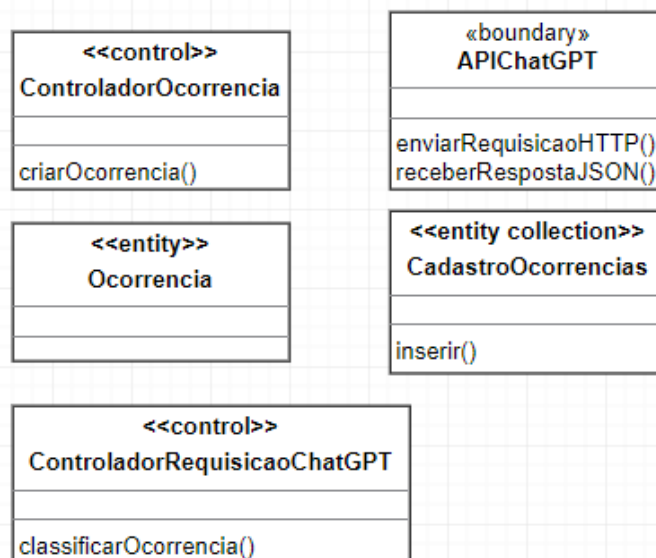 <<control>>
ControladorOcorrencia
criarOcorrencia()
«boundary»
APIChatGPT
enviarRequisicaoHTTP()
receberRespostaJSON()
<<entity>>
Ocorrencia
<<entity collection>>
CadastroOcorrencias
inserir()
<<control>>
ControladorRequisicaoChatGPT
classificarOcorrencia()